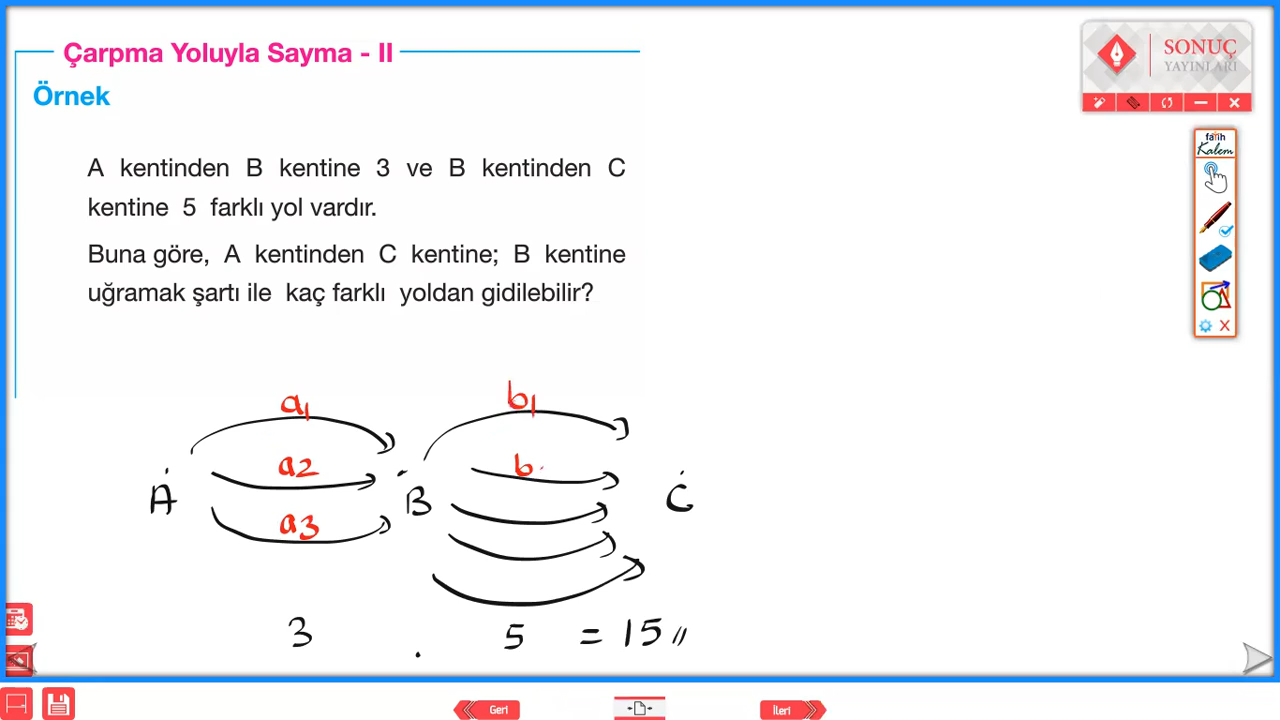 Çarpma Yoluyla Sayma - II
Örnek
A kentinden B kentine 3 ve B kentinden C
kentine 5 farklı yol vardır.
Buna göre, A kentinden C kentine; B kentine
uğramak şartı ile kaç farklı yoldan gidilebilir?
SONUÇ
YAYINLARI
fatih
Kalem
a1
b1
a2
b
A
B
C
a3
3 . 5 = 15 //
Geri
İleri